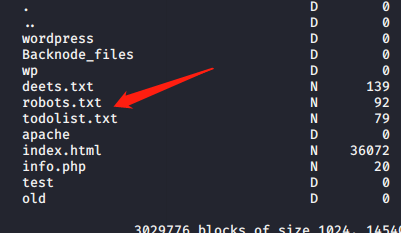 . D 0
.. D 0
wordpress D 0
Backnode_files D 0
wp D 0
deets.txt N 139
robots.txt N 92
todolist.txt N 79
apache D 0
index.html N 36072
info.php N 20
test D 0
old D 0
3029776 blocks of size 1024. 14540